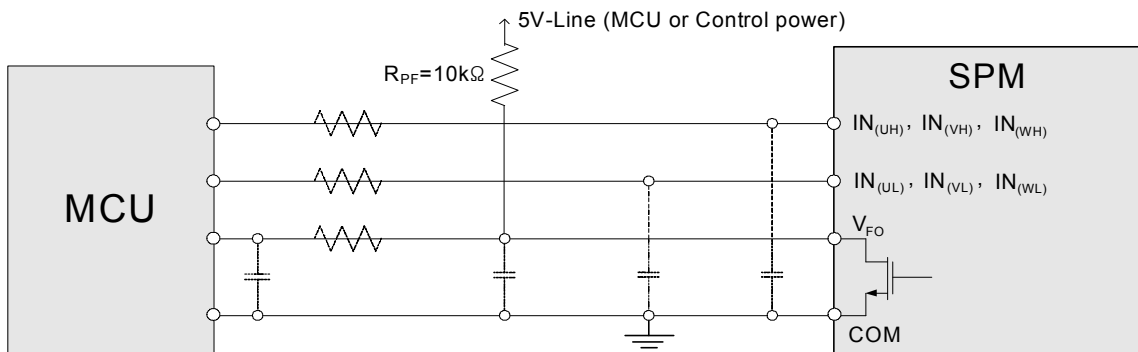 5V-Line (MCU or Control power)
R_PF=10kΩ
SPM
IN_(UH), IN_(VH), IN_(WH)
MCU
IN_(UL), IN_(VL), IN_(WL)
V_FO
COM